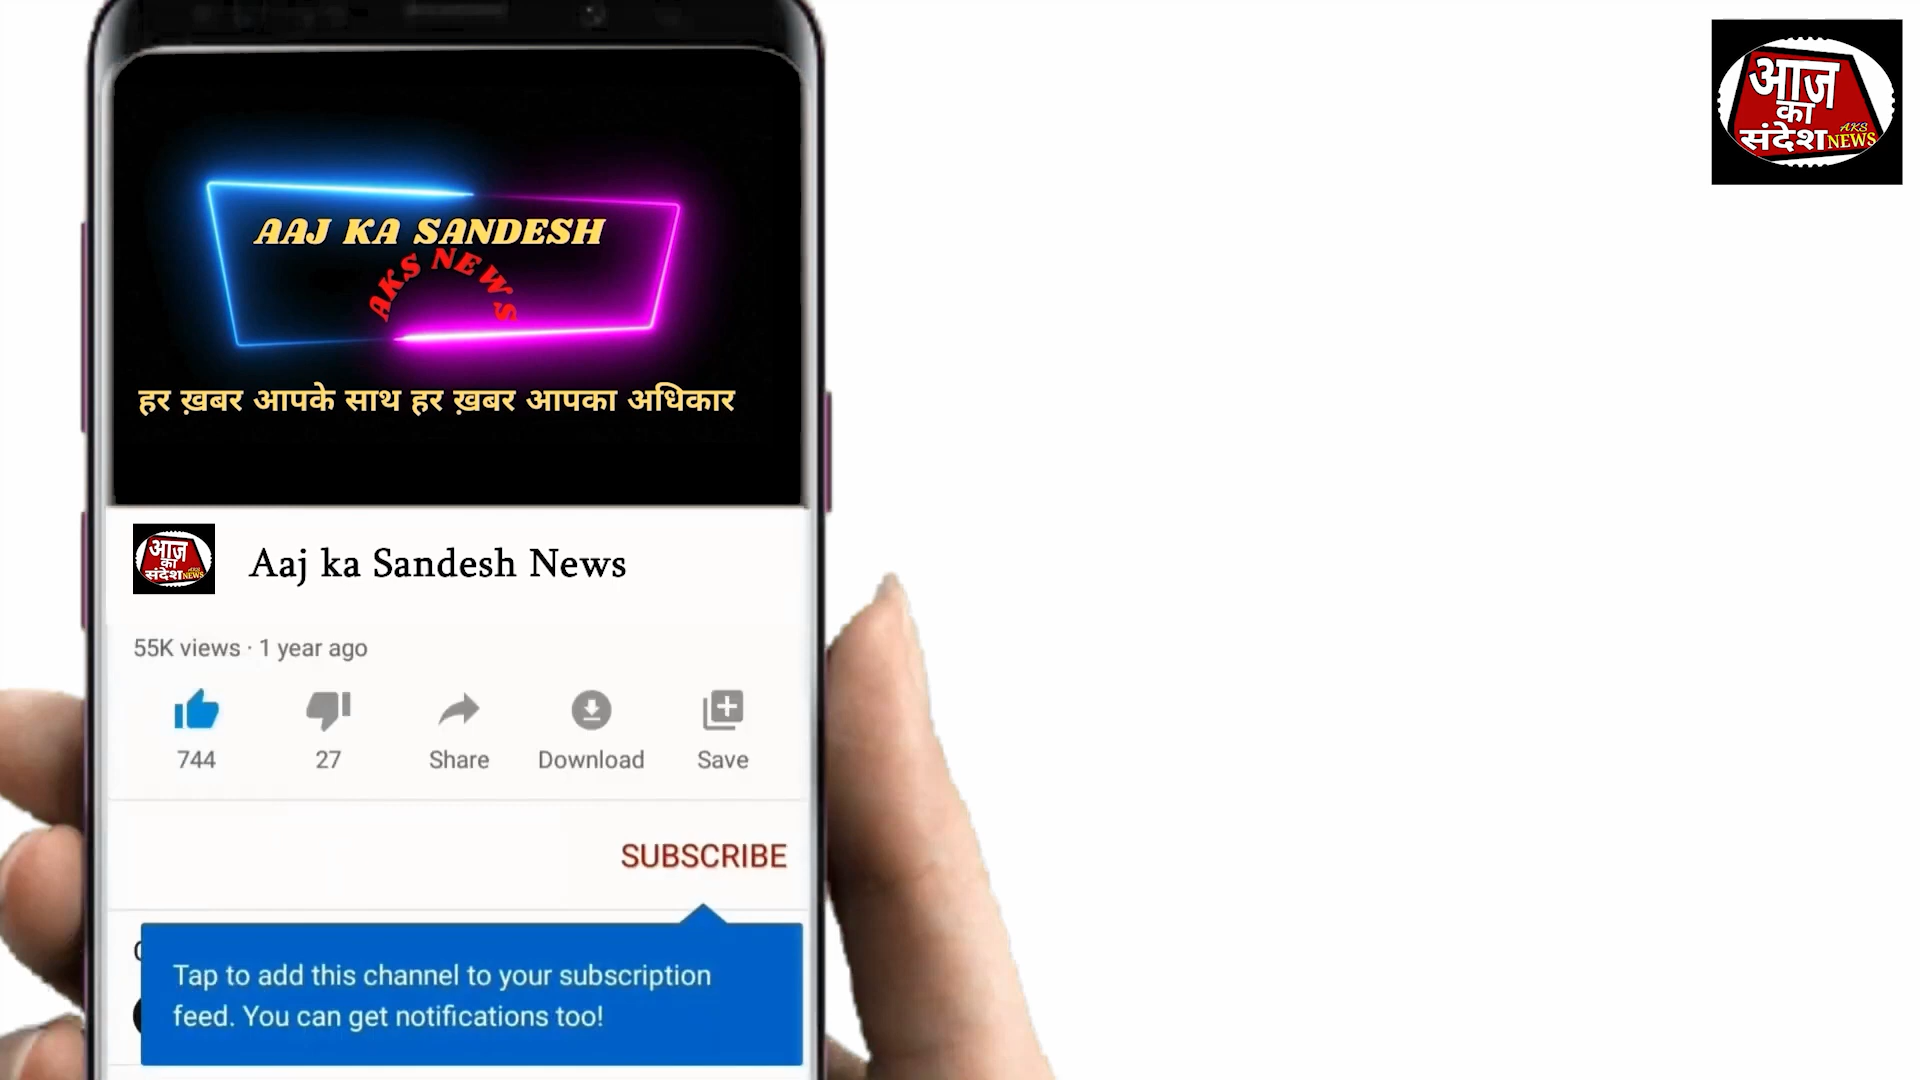 आज
का
संदेश
AKS
NEWS
AAJ KA SANDESH
AKS NEWS
हर ख़बर आपके साथ हर ख़बर आपका अधिकार
आज
का
संदेश
AKS
NEWS
Aaj ka Sandesh News
55K views · 1 year ago
744
27
Share
Download
Save
SUBSCRIBE
Tap to add this channel to your subscription
feed. You can get notifications too!